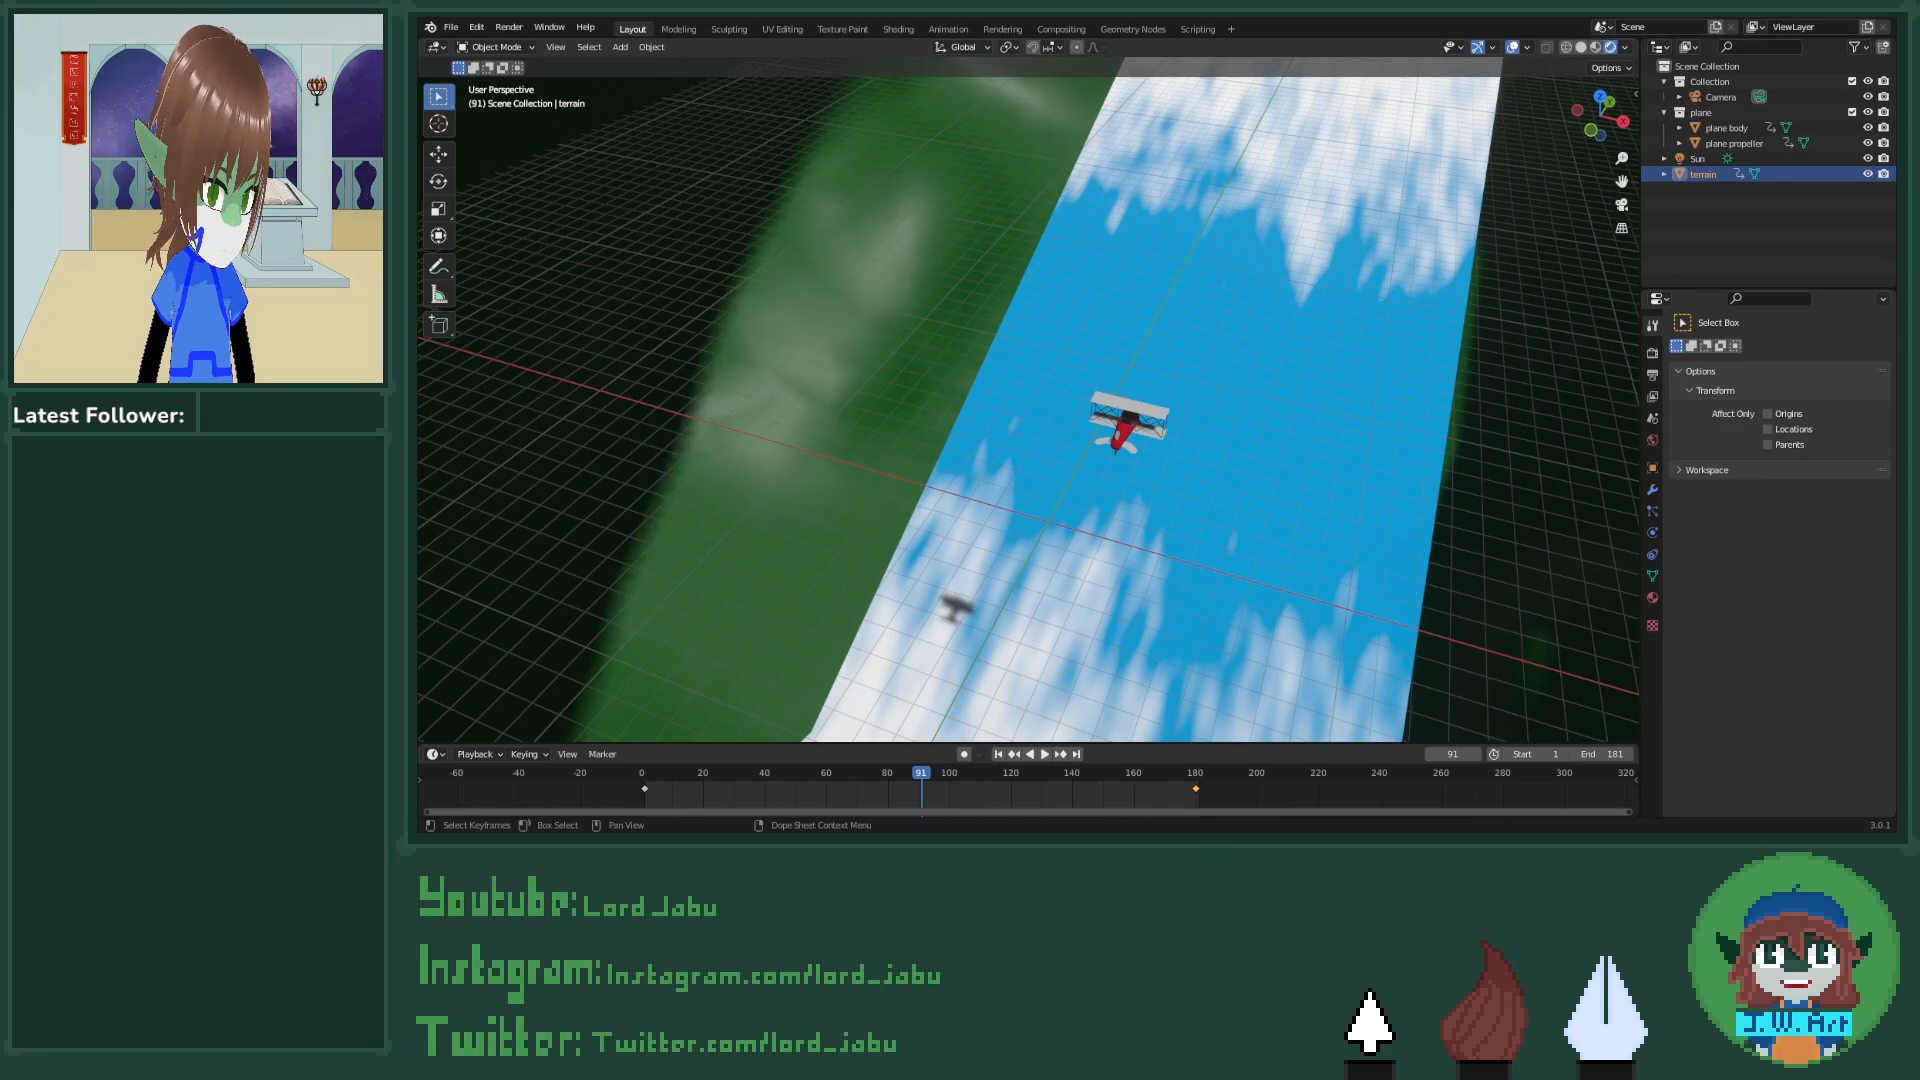 File Edit Render Window Help
Layout Modeling Sculpting UV Editing Texture Paint Shading Animation Rendering Compositing Geometry Nodes Scripting +
Scene ViewLayer
Object Mode View Select Add Object
Global
Options
User Perspective
(91) Scene Collection | terrain
Z
Y
X
Scene Collection
Collection
Camera
plane
plane body
plane propeller
Sun
terrain
Select Box
Options
Transform
Affect Only Origins
Locations
Parents
Workspace
Latest Follower:
Playback Keying View Marker
91 Start 1 End 181
-60 -40 -20 0 20 40 60 80 91 100 120 140 160 180 200 220 240 260 280 300 320
Select Keyframes Box Select Pan View Dope Sheet Context Menu
3.0.1
Youtube: Lord Jabu
Instagram: Instagram.com/lord_jabu
Twitter: Twitter.com/lord_jabu
J.W. Art